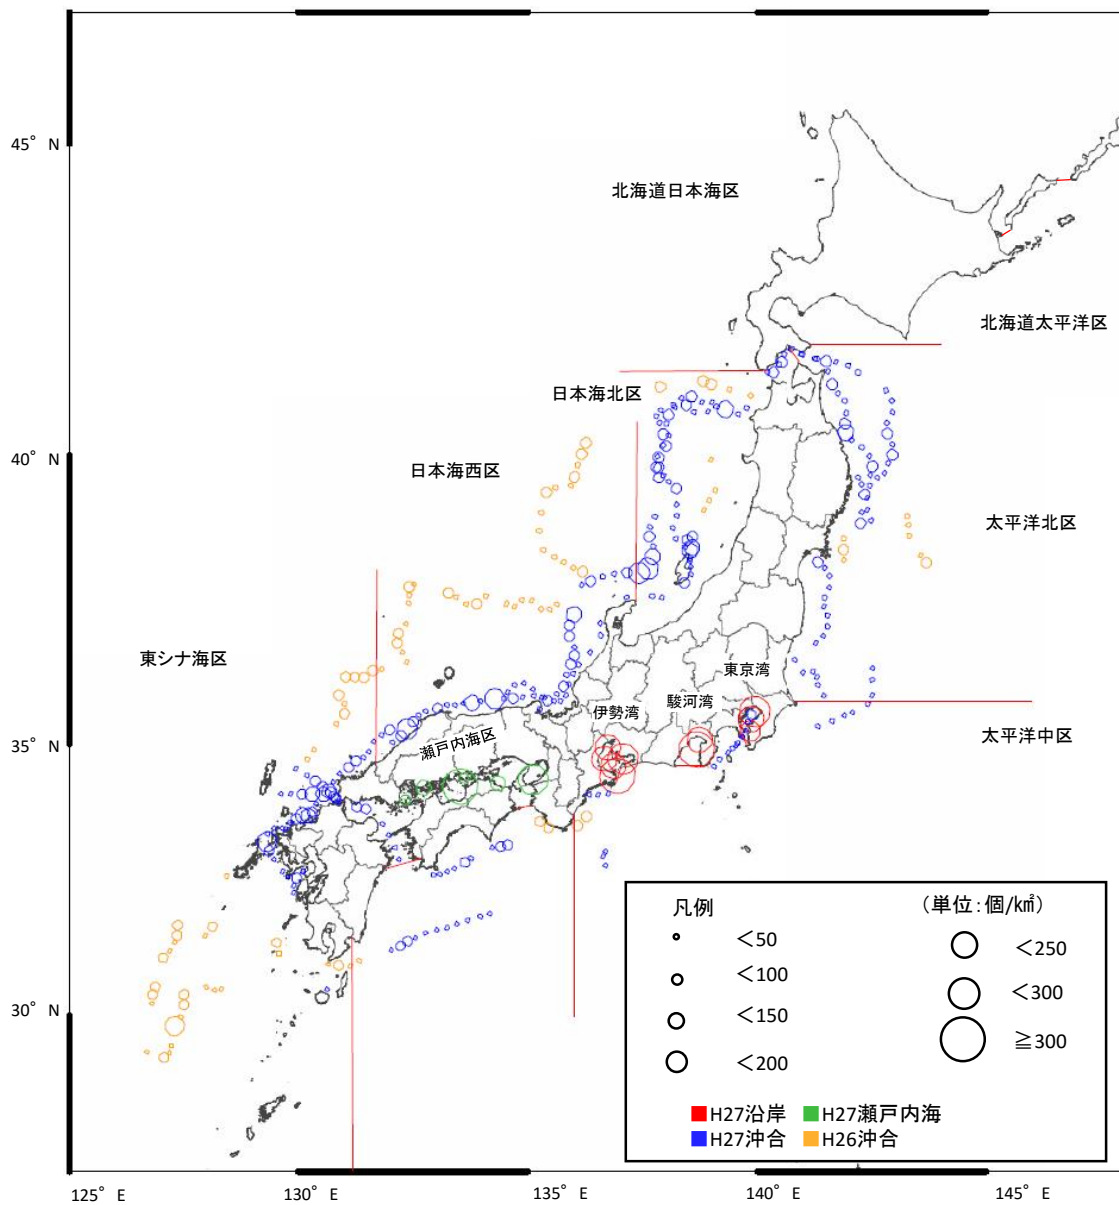 45° N
北海道日本海区
北海道太平洋区
日本海北区
40° N
日本海西区
太平洋北区
東シナ海区
東京湾
駿河湾
伊勢湾
35° N
瀬戸内海区
太平洋中区
凡例
(単位:個/㎢)
<50
<100
<150
<200
<250
<300
≧300
30° N
H27沿岸
H27瀬戸内海
H27沖合
H26沖合
125° E
130° E
135° E
140° E
145° E